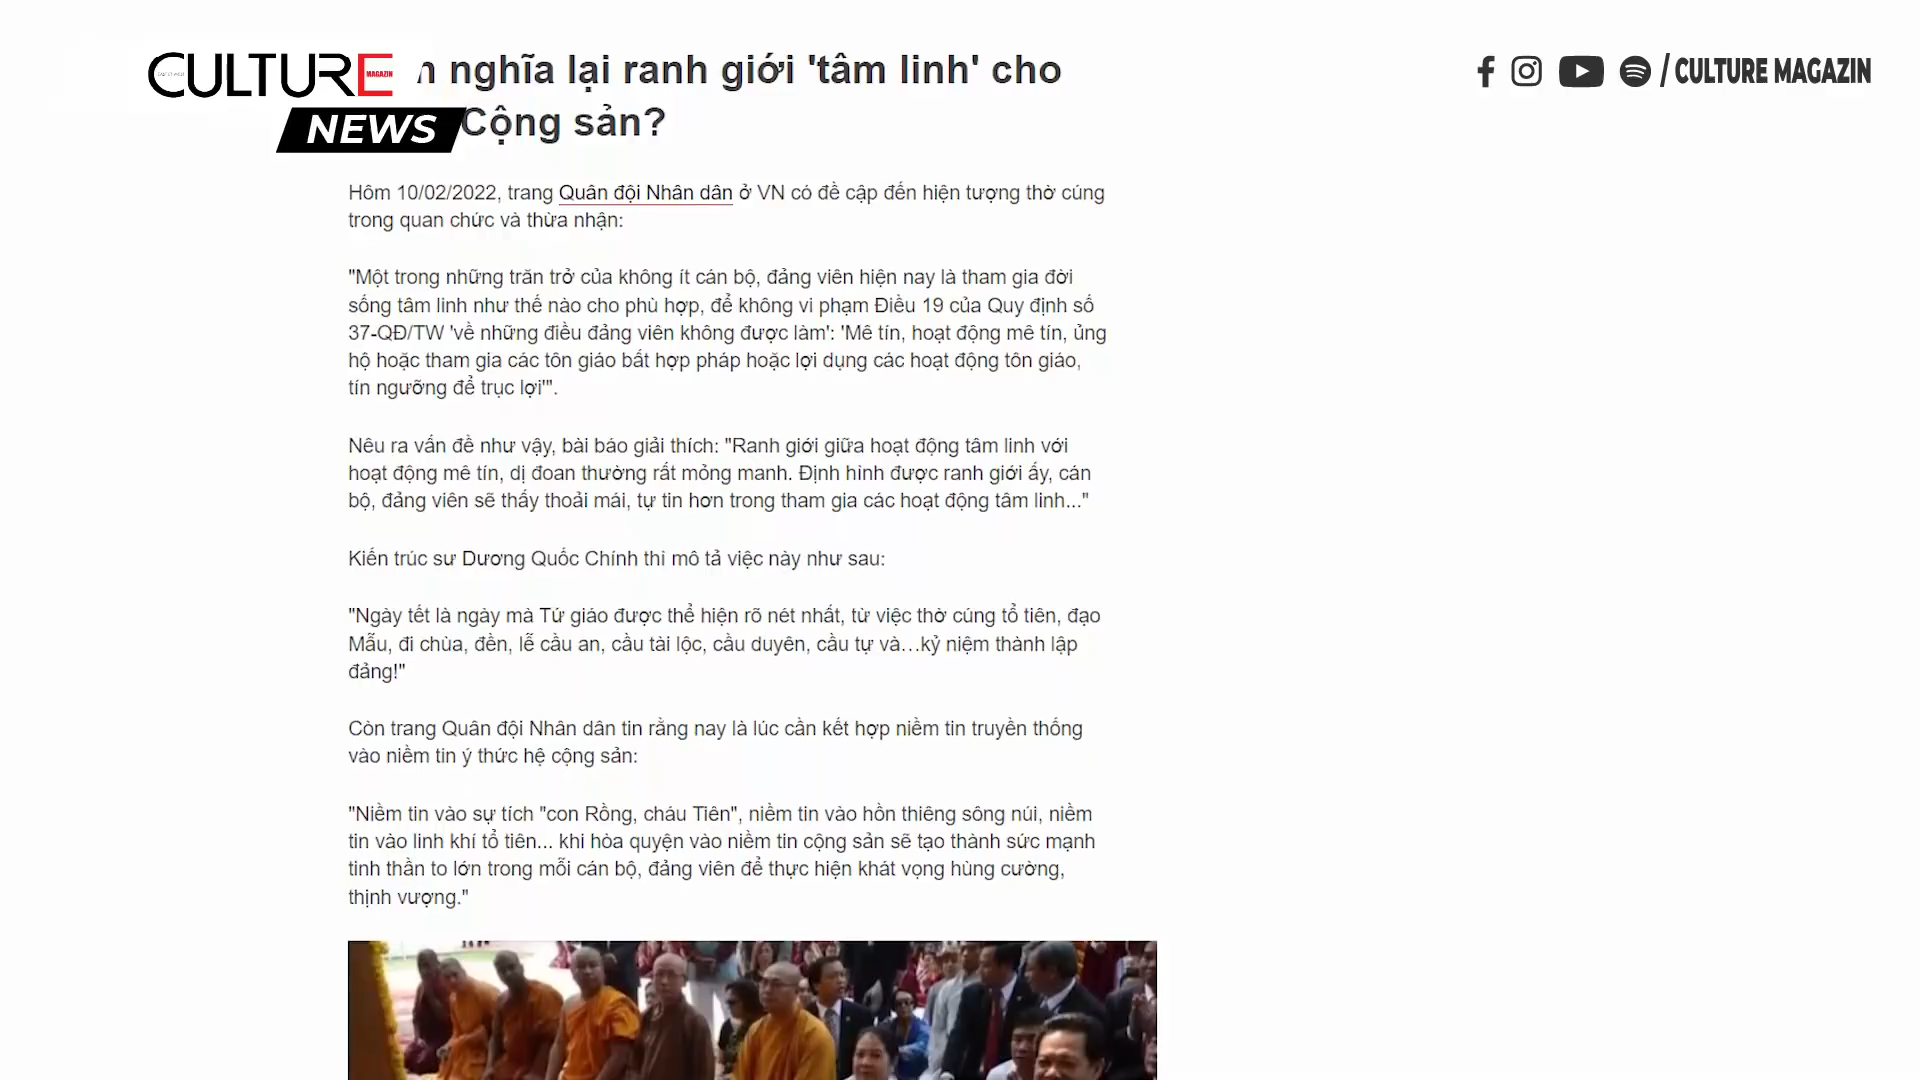 CULTURE
MAGAZIN
NEWS
nghĩa lại ranh giới 'tâm linh' cho
Cộng sản?
/ CULTURE MAGAZIN
Hôm 10/02/2022, trang Quân đội Nhân dân ở VN có đề cập đến hiện tượng thờ cúng
trong quan chức và thừa nhận:
"Một trong những trăn trở của không ít cán bộ, đảng viên hiện nay là tham gia đời
sống tâm linh như thế nào cho phù hợp, để không vi phạm Điều 19 của Quy định số
37-QĐ/TW 'về những điều đảng viên không được làm': 'Mê tín, hoạt động mê tín, ủng
hộ hoặc tham gia các tôn giáo bất hợp pháp hoặc lợi dụng các hoạt động tôn giáo,
tín ngưỡng để trục lợi'".
Nêu ra vấn đề như vậy, bài báo giải thích: "Ranh giới giữa hoạt động tâm linh với
hoạt động mê tín, dị đoan thường rất mỏng manh. Định hình được ranh giới ấy, cán
bộ, đảng viên sẽ thấy thoải mái, tự tin hơn trong tham gia các hoạt động tâm linh..."
Kiến trúc sư Dương Quốc Chính thì mô tả việc này như sau:
"Ngày tết là ngày mà Tứ giáo được thể hiện rõ nét nhất, từ việc thờ cúng tổ tiên, đạo
Mẫu, đi chùa, đền, lễ cầu an, cầu tài lộc, cầu duyên, cầu tự và…kỷ niệm thành lập
đảng!"
Còn trang Quân đội Nhân dân tin rằng nay là lúc cần kết hợp niềm tin truyền thống
vào niềm tin ý thức hệ cộng sản:
"Niềm tin vào sự tích "con Rồng, cháu Tiên", niềm tin vào hồn thiêng sông núi, niềm
tin vào linh khí tổ tiên... khi hòa quyện vào niềm tin cộng sản sẽ tạo thành sức mạnh
tinh thần to lớn trong mỗi cán bộ, đảng viên để thực hiện khát vọng hùng cường,
thịnh vượng."